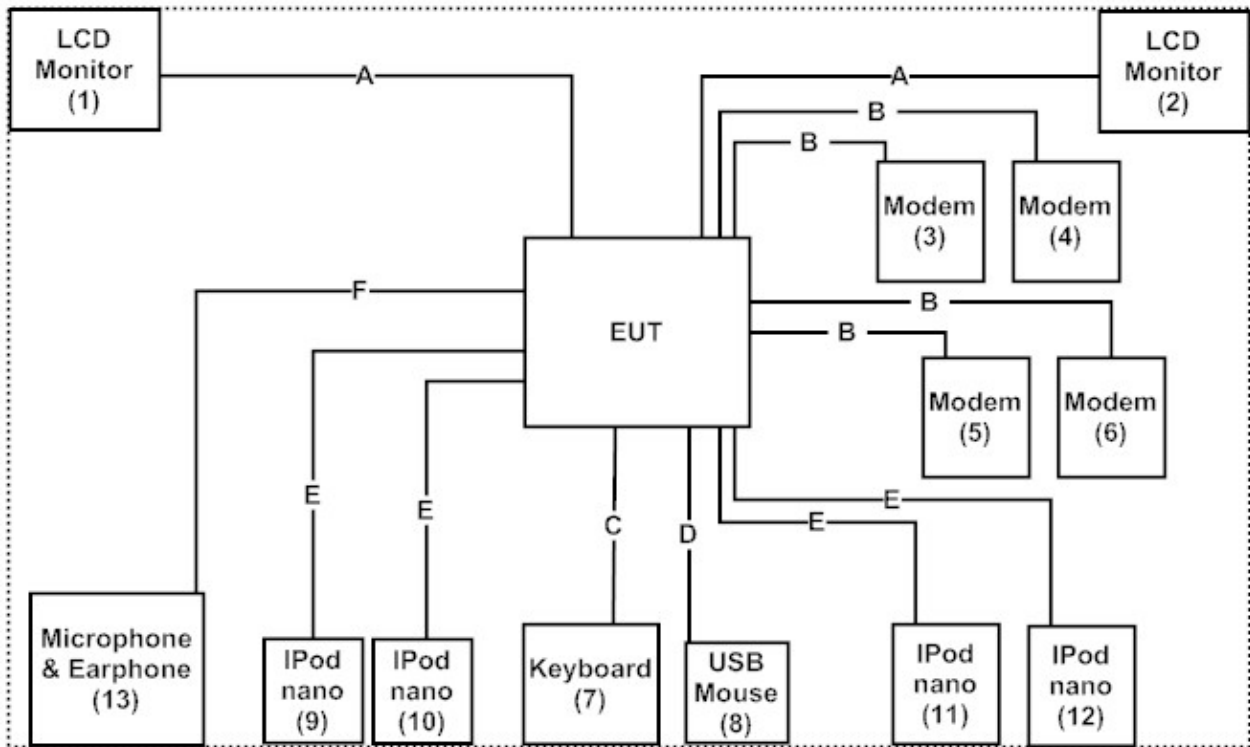 LCD
Monitor
(1)
A
A
LCD
Monitor
(2)
B
B
Modem
(3)
Modem
(4)
F
EUT
B
B
Modem
(5)
Modem
(6)
E
E
C
D
E
E
Microphone
& Earphone
(13)
IPod
nano
(9)
IPod
nano
(10)
Keyboard
(7)
USB
Mouse
(8)
IPod
nano
(11)
IPod
nano
(12)